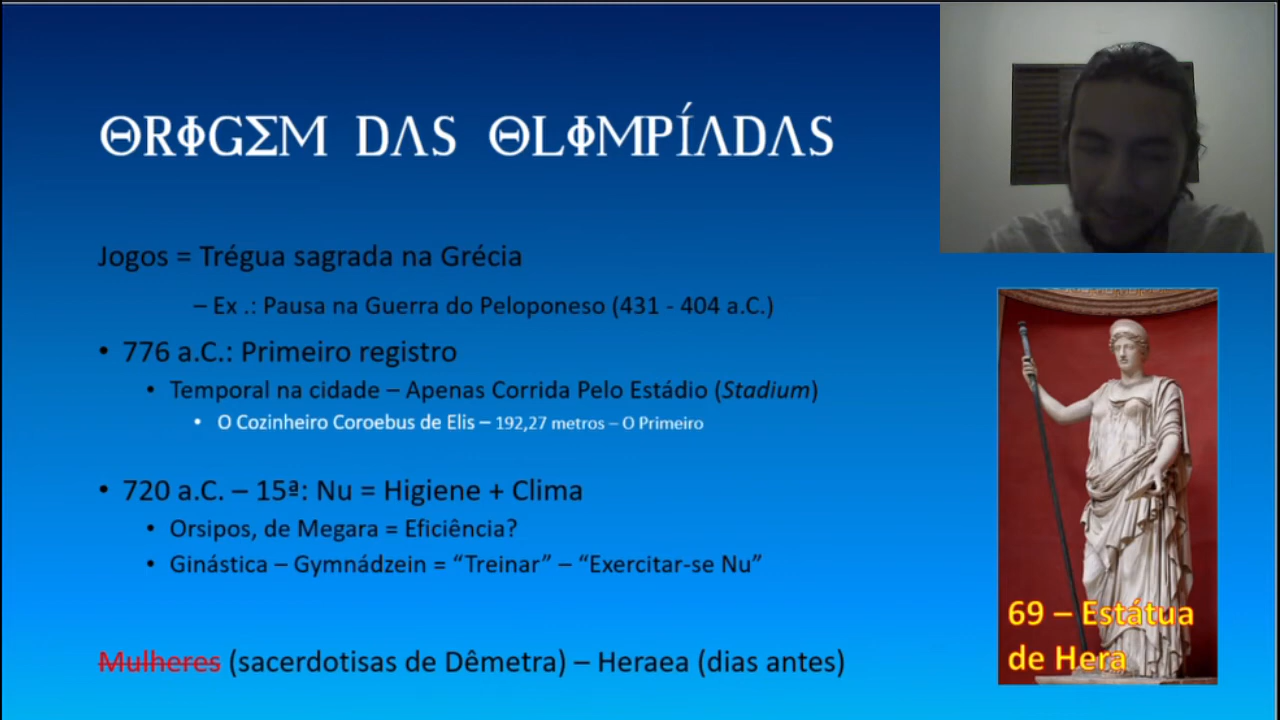 ORIGEM DAS OLIMPÍADAS
Jogos = Trégua sagrada na Grécia
– Ex .: Pausa na Guerra do Peloponeso (431 - 404 a.C.)
• 776 a.C.: Primeiro registro
• Temporal na cidade – Apenas Corrida Pelo Estádio (Stadium)
• O Cozinheiro Coroebus de Elis – 192,27 metros – O Primeiro
• 720 a.C. – 15ª: Nu = Higiene + Clima
• Orsipos, de Megara = Eficiência?
• Ginástica – Gymnádzein = “Treinar” – “Exercitar-se Nu”
Mulheres (sacerdotisas de Dêmetra) – Heraea (dias antes)
69 – Estátua
de Hera